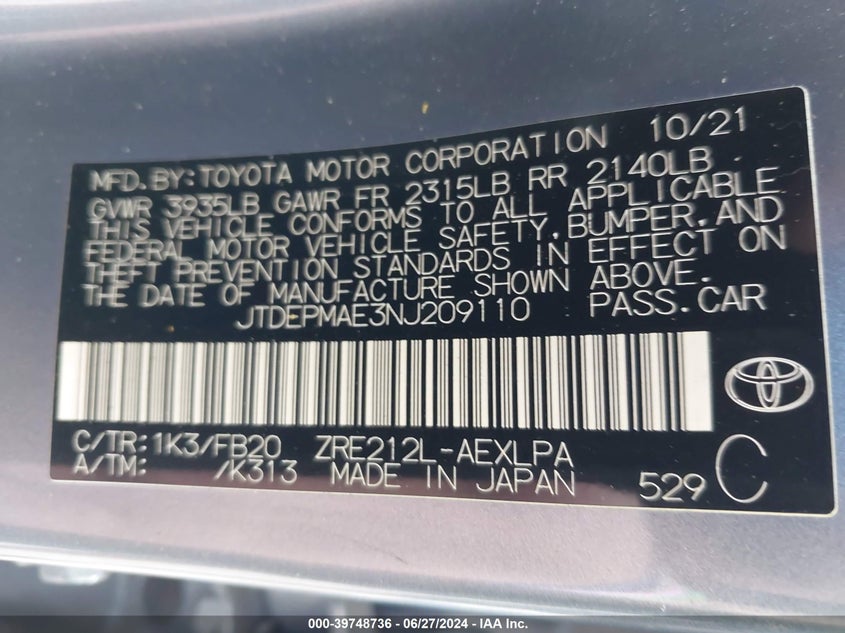 MFD. BY: TOYOTA MOTOR CORPORATION 10/21
GVWR 3935LB GAWR FR 2315LB RR 2140LB
THIS VEHICLE CONFORMS TO ALL APPLICABLE
FEDERAL MOTOR VEHICLE SAFETY, BUMPER, AND
THEFT PREVENTION STANDARDS IN EFFECT ON
THE DATE OF MANUFACTURE SHOWN ABOVE.
JTDEPMAE3NJ209110 PASS. CAR
C/TR: 1K3/FB20 ZRE212L-AEXLPA
A/TM: /K313 MADE IN JAPAN 529 C
000-39748736 - 06/27/2024 - IAA Inc.